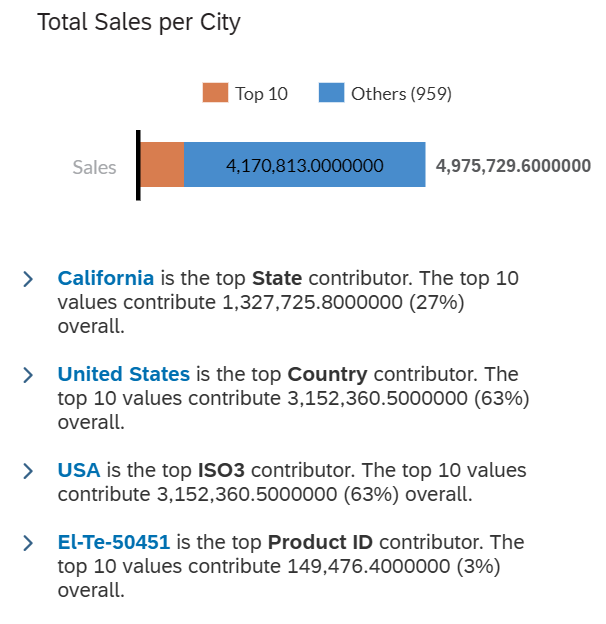 Total Sales per City
Top 10 Others (959)
Sales 4,170,813.0000000 4,975,729.6000000
California is the top State contributor. The top 10
values contribute 1,327,725.8000000 (27%)
overall.
United States is the top Country contributor. The
top 10 values contribute 3,152,360.5000000 (63%)
overall.
USA is the top ISO3 contributor. The top 10 values
contribute 3,152,360.5000000 (63%) overall.
El-Te-50451 is the top Product ID contributor. The
top 10 values contribute 149,476.4000000 (3%)
overall.